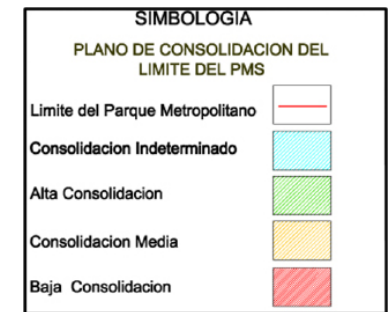 SIMBOLOGIA
PLANO DE CONSOLIDACION DEL
LIMITE DEL PMS
Limite del Parque Metropolitano
Consolidacion Indeterminado
Alta Consolidacion
Consolidacion Media
Baja Consolidacion